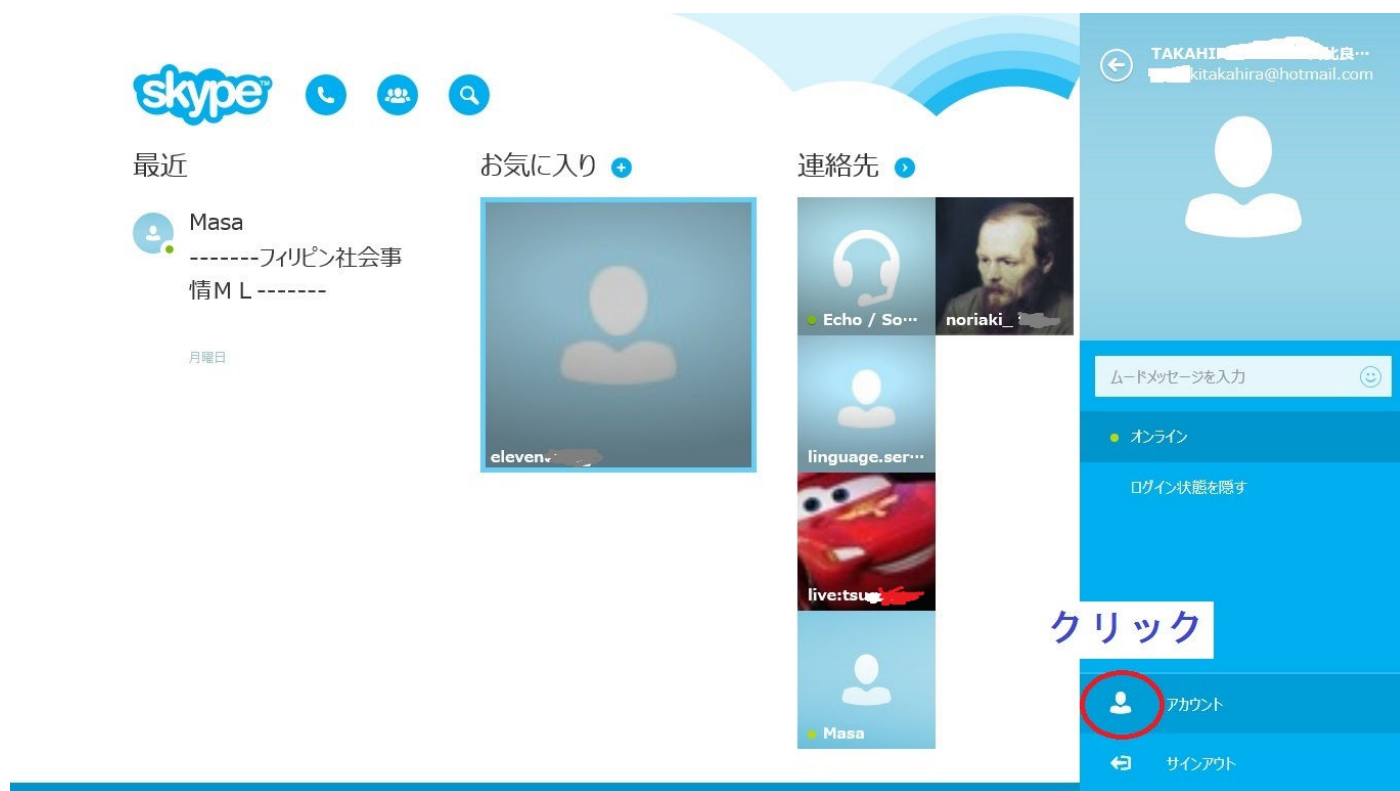 skype™
最近
お気に入り
連絡先
Masa
-------フィリピン社会事
情ＭＬ-------
月曜日
eleven
Echo / So…
noriaki_
linguage.ser…
live:tsu
Masa
TAKAHI
kitakahira@hotmail.com
ムードメッセージを入力
オンライン
ログイン状態を隠す
クリック
アカウント
サインアウト